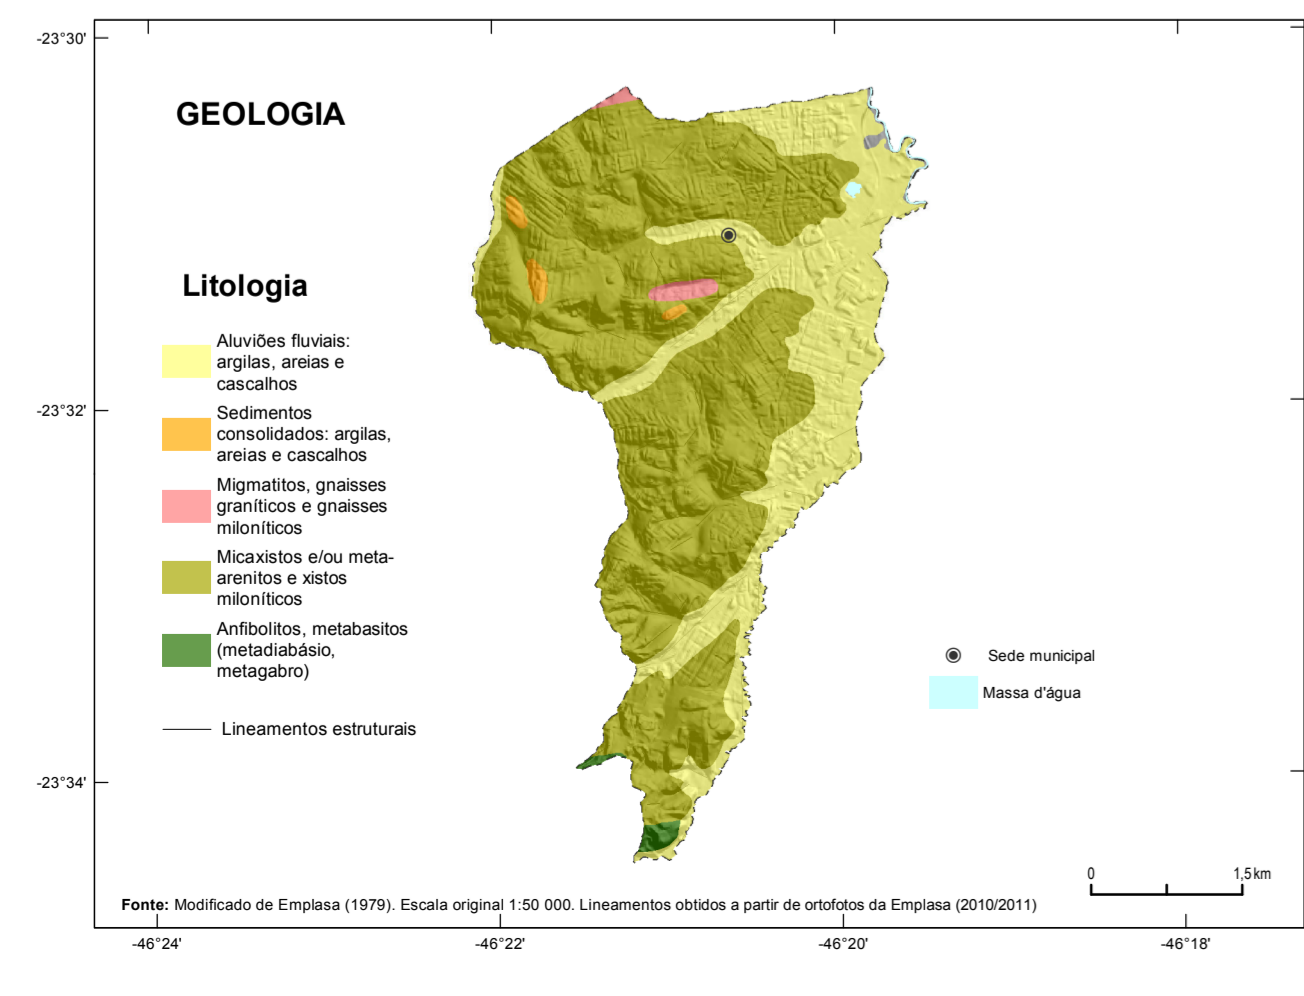 -23°30'
GEOLOGIA
Litologia
Aluviões fluviais:
argilas, areias e
cascalhos
Sedimentos
consolidados: argilas,
areias e cascalhos
-23°32'
Migmatitos, gnaisses
graníticos e gnaisses
miloníticos
Micaxistos e/ou meta-
arenitos e xistos
miloníticos
Anfibolitos, metabasitos
(metadiabásio,
metagabro)
Lineamentos estruturais
Sede municipal
Massa d'água
-23°34'
0 1,5 km
Fonte: Modificado de Emplasa (1979). Escala original 1:50 000. Lineamentos obtidos a partir de ortofotos da Emplasa (2010/2011)
-46°24' -46°22' -46°20' -46°18'